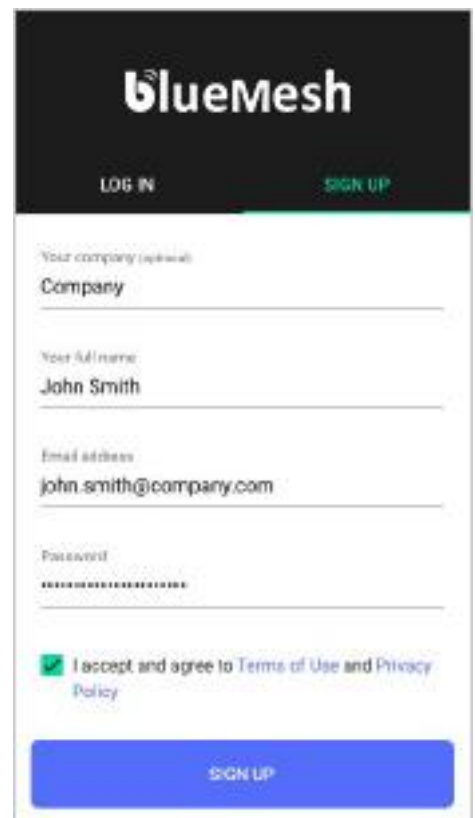 blueMesh
LOG IN
SIGN UP
Your company (optional)
Company
Your full name
John Smith
Email address
john.smith@company.com
Password
I accept and agree to Terms of Use and Privacy
Policy
SIGN UP